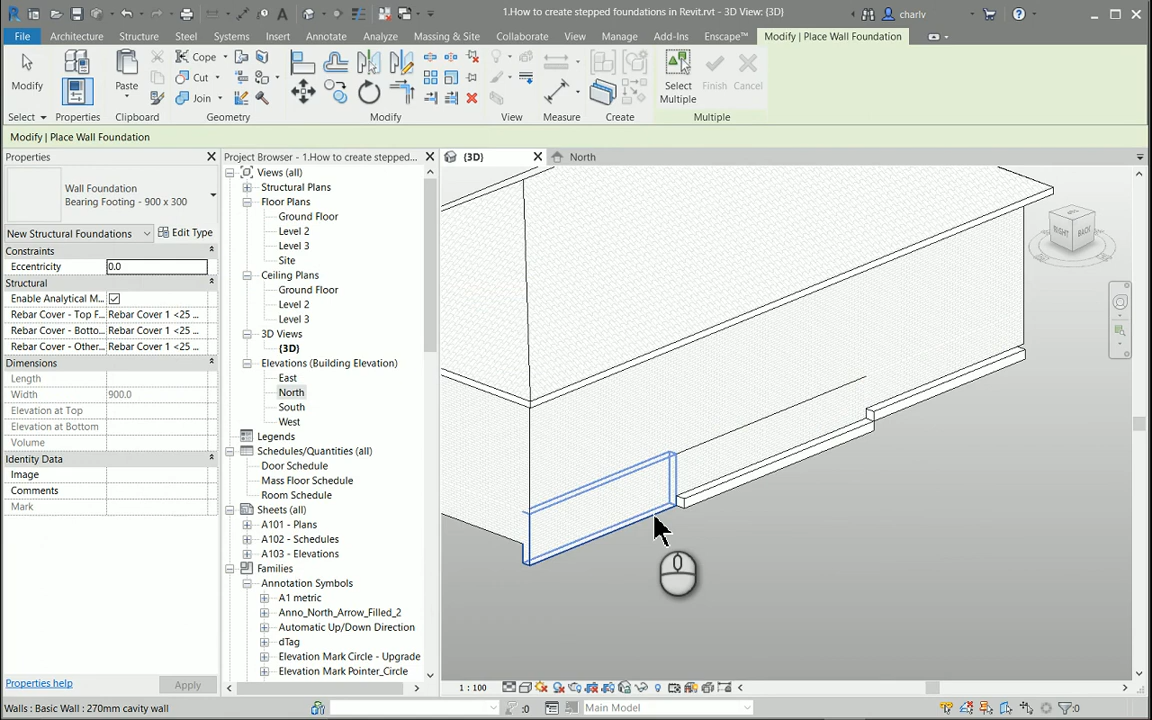 1.How to create stepped foundations in Revit.rvt - 3D View: {3D}
charlv
File
Architecture
Structure
Steel
Systems
Insert
Annotate
Analyze
Massing & Site
Collaborate
View
Manage
Add-Ins
Enscape™
Modify | Place Wall Foundation
Modify
Paste
Cope
Cut
Join
Select Multiple
Finish
Cancel
Select
Properties
Clipboard
Geometry
Modify
View
Measure
Create
Multiple
Modify | Place Wall Foundation
Properties
Wall Foundation
Bearing Footing - 900 x 300
New Structural Foundations
Edit Type
Constraints
Eccentricity 0.0
Structural
Enable Analytical M...
Rebar Cover - Top F... Rebar Cover 1 <25 ...
Rebar Cover - Botto... Rebar Cover 1 <25 ...
Rebar Cover - Other... Rebar Cover 1 <25 ...
Dimensions
Length
Width 900.0
Elevation at Top
Elevation at Bottom
Volume
Identity Data
Image
Comments
Mark
Properties help
Apply
Project Browser - 1.How to create stepped...
Views (all)
Structural Plans
Floor Plans
Ground Floor
Level 2
Level 3
Site
Ceiling Plans
Ground Floor
Level 2
Level 3
3D Views
{3D}
Elevations (Building Elevation)
East
North
South
West
Legends
Schedules/Quantities (all)
Door Schedule
Mass Floor Schedule
Room Schedule
Sheets (all)
A101 - Plans
A102 - Schedules
A103 - Elevations
Families
Annotation Symbols
A1 metric
Anno_North_Arrow_Filled_2
Automatic Up/Down Direction
dTag
Elevation Mark Circle - Upgrade
Elevation Mark Pointer_Circle
{3D}
North
RIGHT
BACK
1 : 100
Walls : Basic Wall : 270mm cavity wall
:0
Main Model
:0